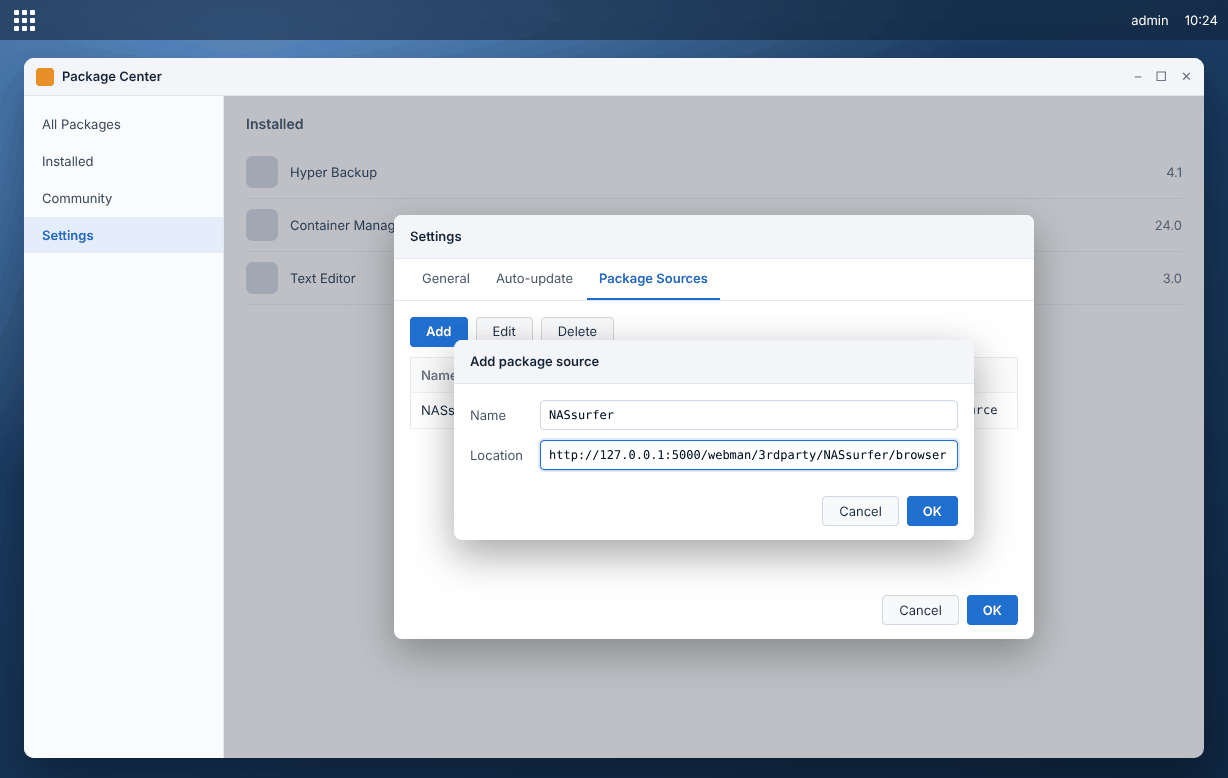 admin 10:24
Package Center
All Packages
Installed
Community
Settings
Installed
Hyper Backup 4.1
Container Manag 24.0
Text Editor 3.0
Settings
General Auto-update Package Sources
Add Edit Delete
Name
NASs
Add package source
Name NASsurfer
Location http://127.0.0.1:5000/webman/3rdparty/NASsurfer/browser
Cancel OK
Cancel OK